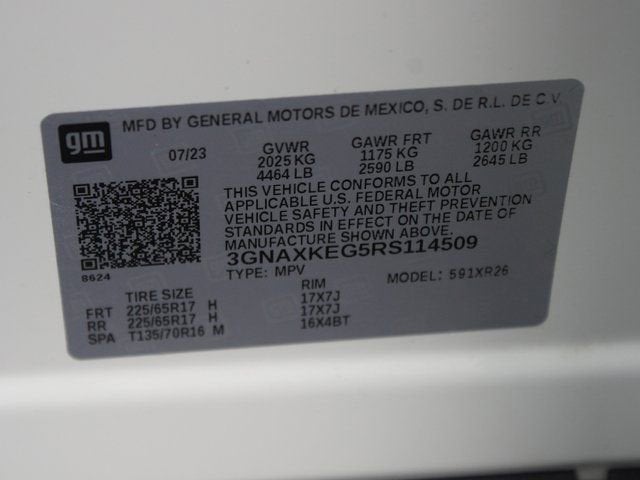 gm MFD BY GENERAL MOTORS DE MEXICO, S. DE R.L. DE C.V.
07/23 GVWR GAWR FRT GAWR RR
2025 KG 1175 KG 1200 KG
4464 LB 2590 LB 2645 LB
THIS VEHICLE CONFORMS TO ALL
APPLICABLE U.S. FEDERAL MOTOR
VEHICLE SAFETY AND THEFT PREVENTION
STANDARDS IN EFFECT ON THE DATE OF
MANUFACTURE SHOWN ABOVE.
3GNAXKEG5RS114509
8624
TYPE: MPV MODEL: 591XR26
TIRE SIZE RIM
FRT 225/65R17 H 17X7J
RR 225/65R17 H 17X7J
SPA T135/70R16 M 16X4BT